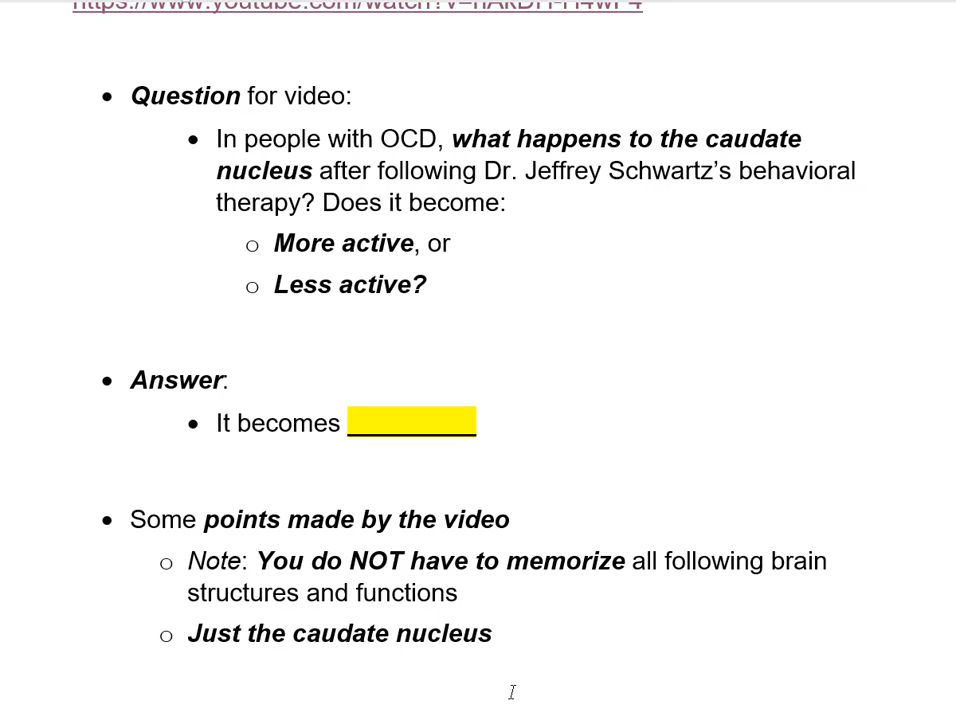 • Question for video:
• In people with OCD, what happens to the caudate
nucleus after following Dr. Jeffrey Schwartz’s behavioral
therapy? Does it become:
o More active, or
o Less active?
• Answer:
• It becomes _________
• Some points made by the video
o Note: You do NOT have to memorize all following brain
structures and functions
o Just the caudate nucleus